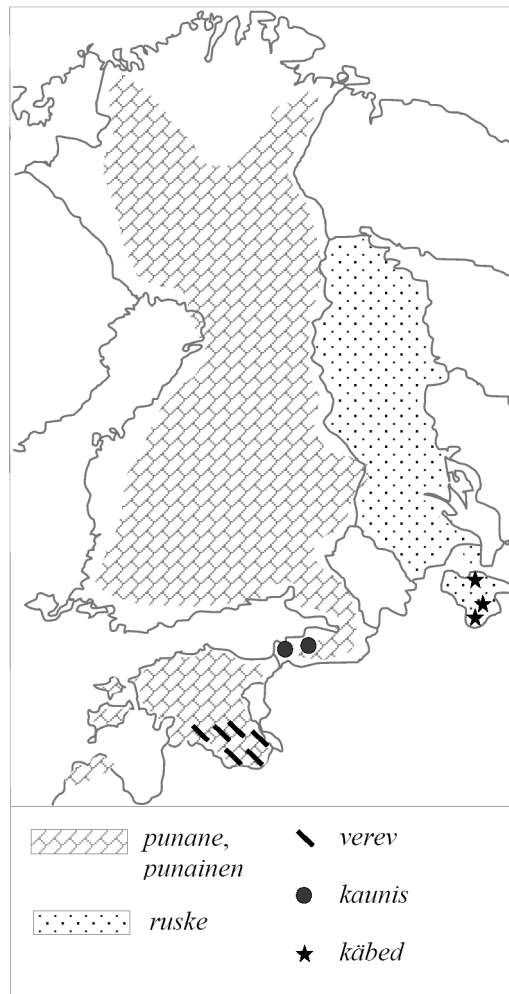 punane,
punainen
ruske
verev
kaunis
käbed